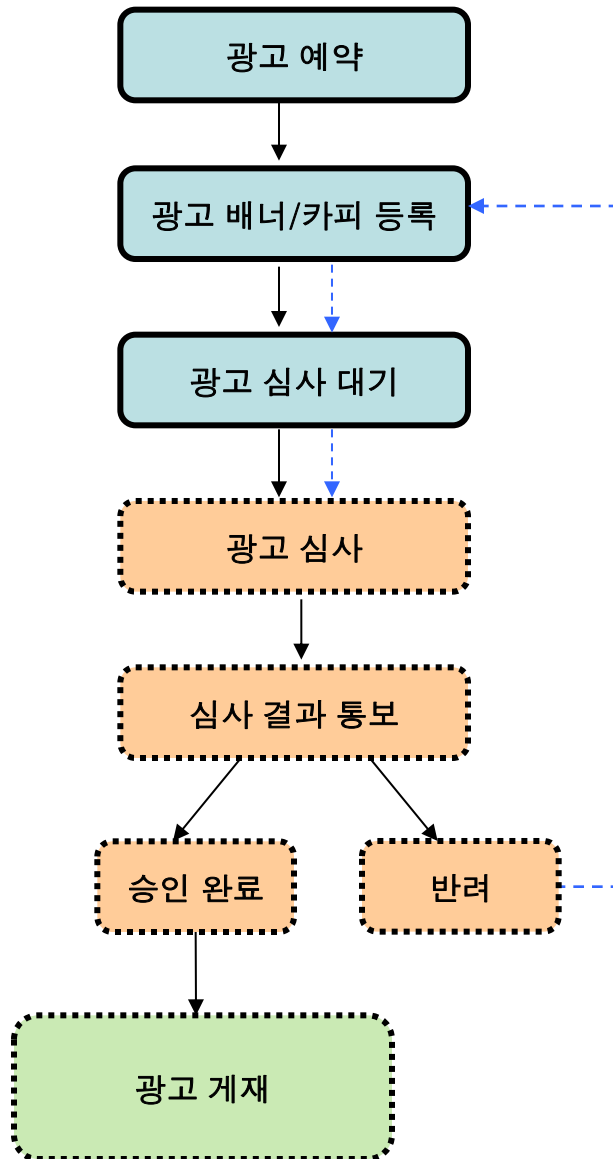 광고 예약
광고 배너/카피 등록
광고 심사 대기
광고 심사
심사 결과 통보
승인 완료
반려
광고 게재